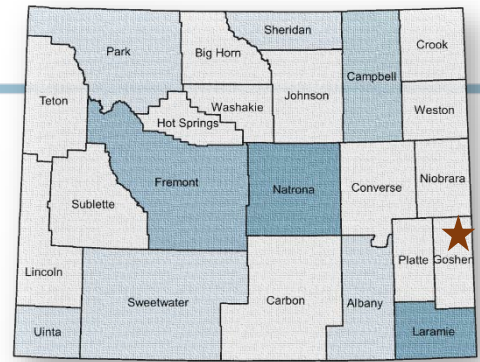 Sheridan
Park
Big Horn
Crook
Campbell
Teton
Johnson
Washakie
Weston
Hot Springs
Fremont
Natrona
Converse
Niobrara
Sublette
Platte
Goshen
Lincoln
Sweetwater
Carbon
Albany
Uinta
Laramie